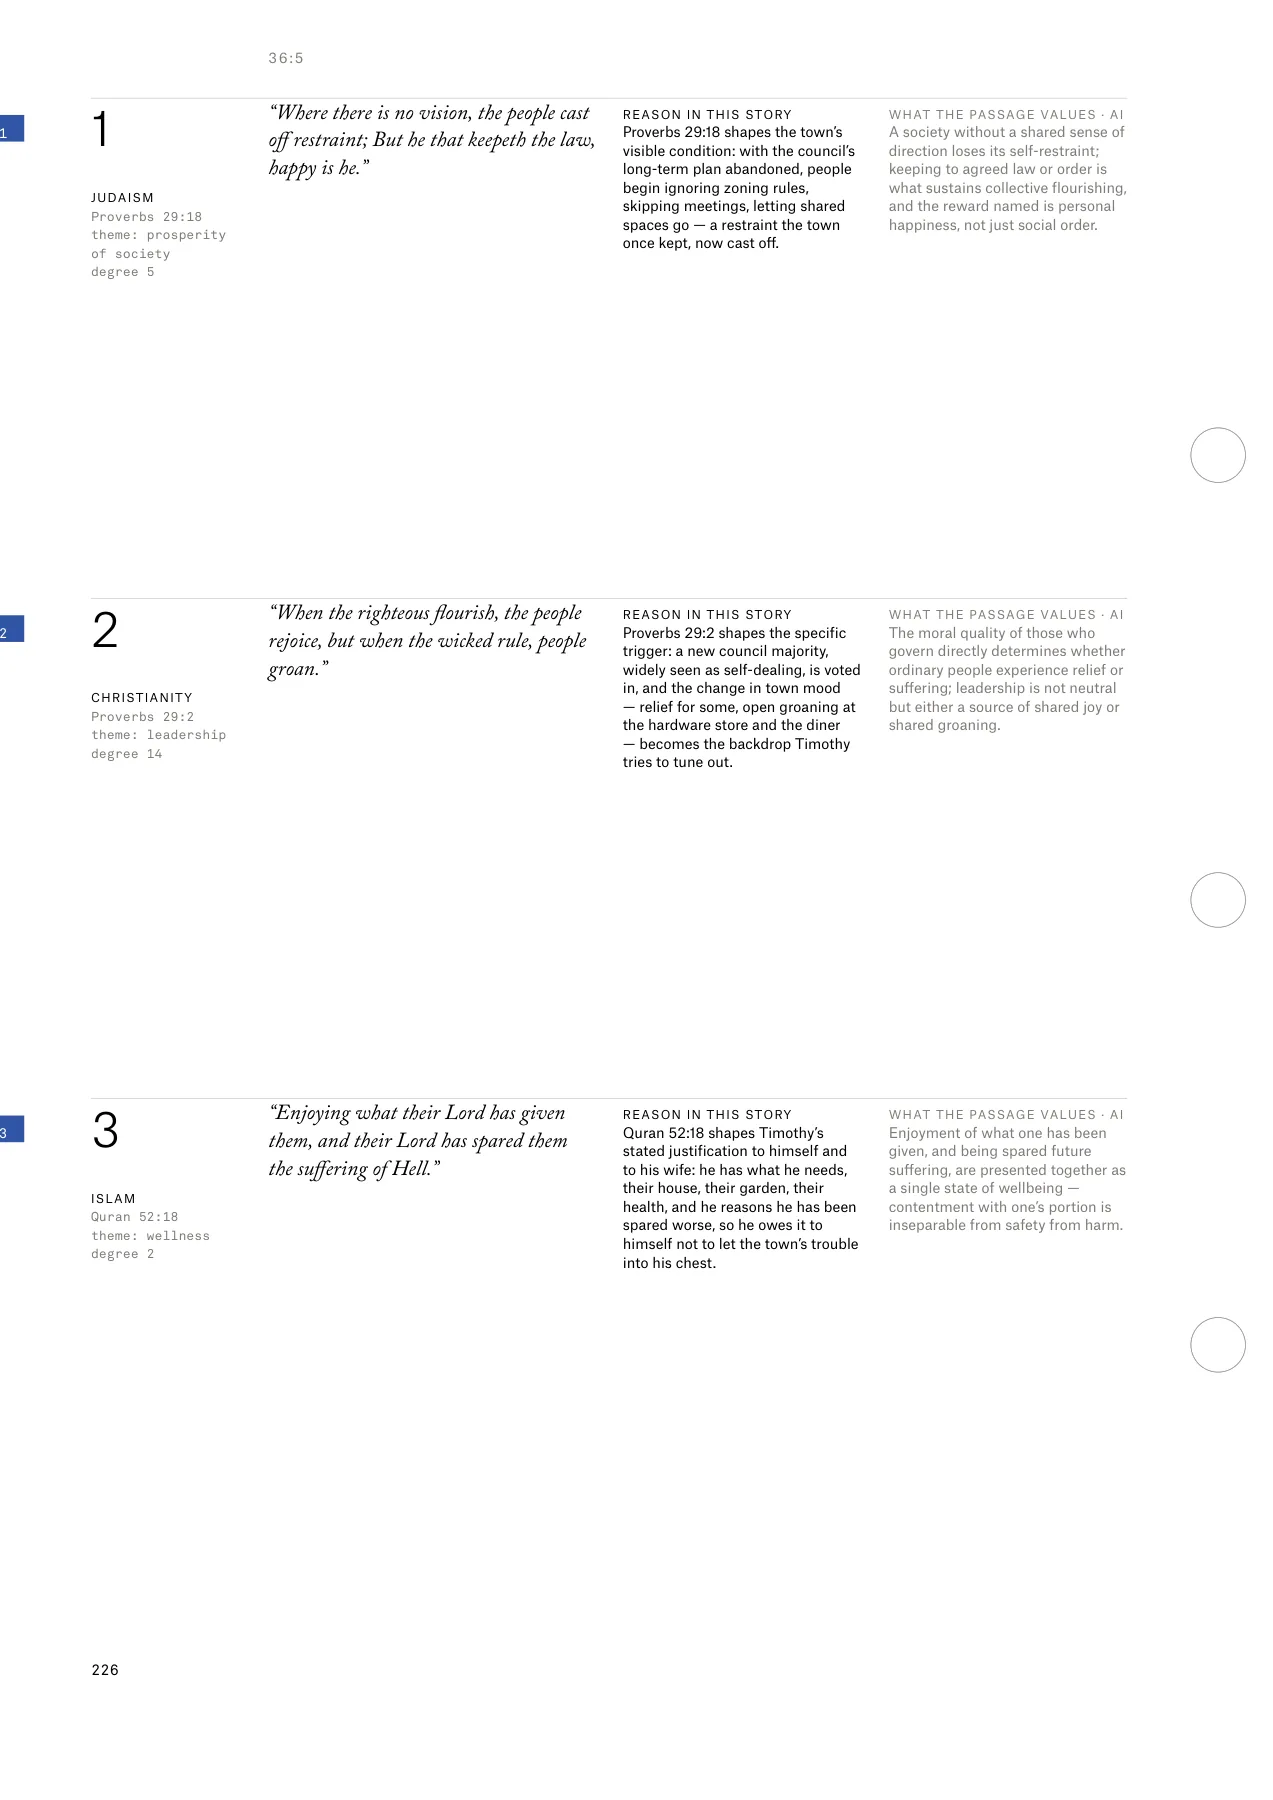 36:5
1
1
JUDAISM
Proverbs 29:18
theme: prosperity
of society
degree 5
“Where there is no vision, the people cast
off restraint; But he that keepeth the law,
happy is he.”
REASON IN THIS STORY
Proverbs 29:18 shapes the town’s
visible condition: with the council’s
long-term plan abandoned, people
begin ignoring zoning rules,
skipping meetings, letting shared
spaces go — a restraint the town
once kept, now cast off.
WHAT THE PASSAGE VALUES · AI
A society without a shared sense of
direction loses its self-restraint;
keeping to agreed law or order is
what sustains collective flourishing,
and the reward named is personal
happiness, not just social order.
2
2
CHRISTIANITY
Proverbs 29:2
theme: leadership
degree 14
“When the righteous flourish, the people
rejoice, but when the wicked rule, people
groan.”
REASON IN THIS STORY
Proverbs 29:2 shapes the specific
trigger: a new council majority,
widely seen as self-dealing, is voted
in, and the change in town mood
— relief for some, open groaning at
the hardware store and the diner
— becomes the backdrop Timothy
tries to tune out.
WHAT THE PASSAGE VALUES · AI
The moral quality of those who
govern directly determines whether
ordinary people experience relief or
suffering; leadership is not neutral
but either a source of shared joy or
shared groaning.
3
3
ISLAM
Quran 52:18
theme: wellness
degree 2
“Enjoying what their Lord has given
them, and their Lord has spared them
the suffering of Hell.”
REASON IN THIS STORY
Quran 52:18 shapes Timothy’s
stated justification to himself and
to his wife: he has what he needs,
their house, their garden, their
health, and he reasons he has been
spared worse, so he owes it to
himself not to let the town’s trouble
into his chest.
WHAT THE PASSAGE VALUES · AI
Enjoyment of what one has been
given, and being spared future
suffering, are presented together as
a single state of wellbeing —
contentment with one’s portion is
inseparable from safety from harm.
226